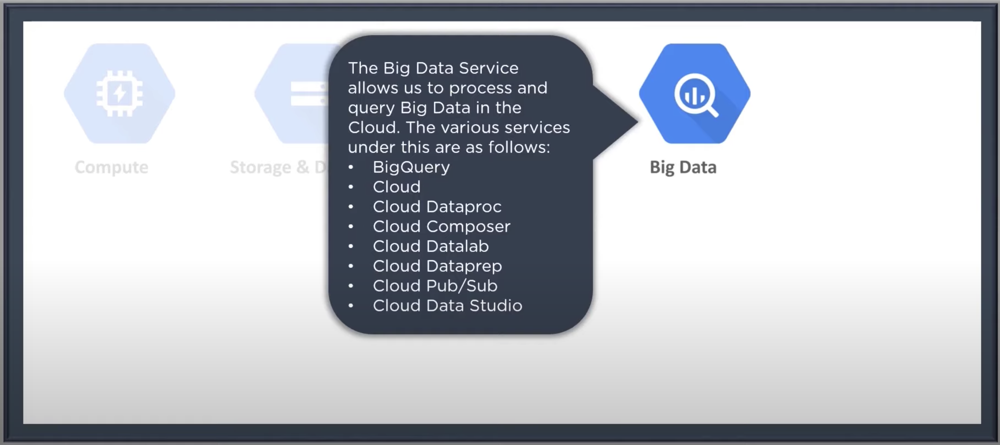 The Big Data Service
allows us to process and
query Big Data in the
Cloud. The various services
under this are as follows:
• BigQuery
• Cloud
• Cloud Dataproc
• Cloud Composer
• Cloud Datalab
• Cloud Dataprep
• Cloud Pub/Sub
• Cloud Data Studio
Compute
Storage &
Big Data